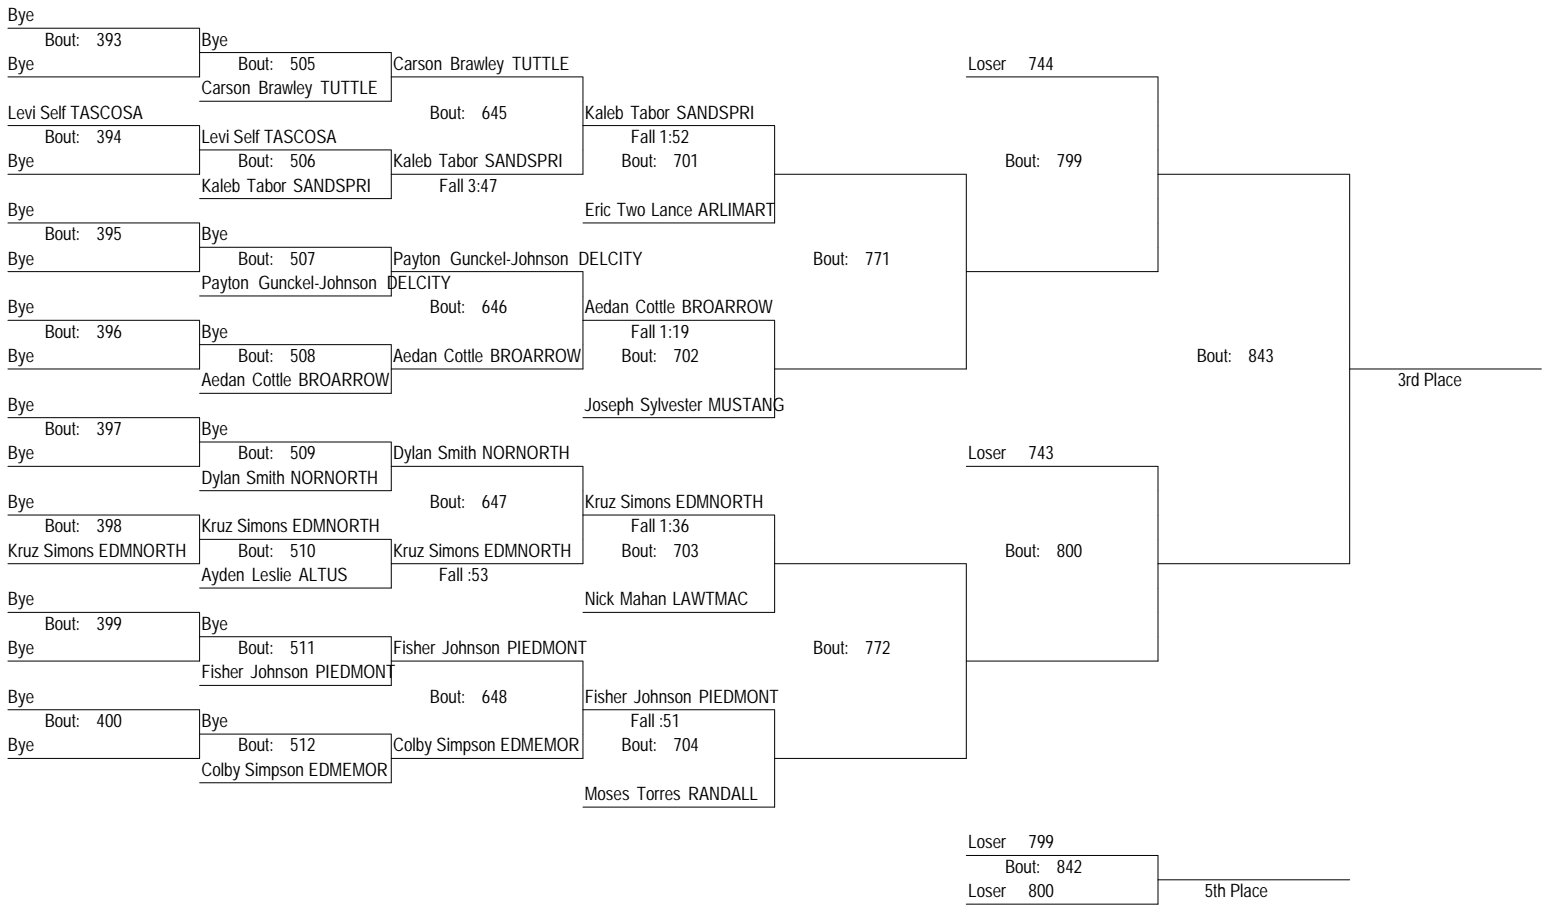 Bye
Bout: 393
Bye
Bye
Bout: 505
Carson Brawley TUTTLE
Carson Brawley TUTTLE
Loser 744
Levi Self TASCOSA
Bout: 645
Kaleb Tabor SANDSPRI
Bout: 394
Levi Self TASCOSA
Fall 1:52
Bye
Bout: 506
Kaleb Tabor SANDSPRI
Bout: 701
Bout: 799
Kaleb Tabor SANDSPRI
Fall 3:47
Bye
Eric Two Lance ARLIMART
Bout: 395
Bye
Bye
Bout: 507
Payton Gunckel-Johnson DELCITY
Bout: 771
Payton Gunckel-Johnson DELCITY
Bye
Bout: 646
Aedan Cottle BROARROW
Bout: 396
Bye
Fall 1:19
Bye
Bout: 508
Aedan Cottle BROARROW
Bout: 702
Bout: 843
Aedan Cottle BROARROW
3rd Place
Bye
Joseph Sylvester MUSTANG
Bout: 397
Bye
Bye
Bout: 509
Dylan Smith NORNORTH
Loser 743
Dylan Smith NORNORTH
Bye
Bout: 647
Kruz Simons EDMNORTH
Bout: 398
Kruz Simons EDMNORTH
Fall 1:36
Kruz Simons EDMNORTH
Bout: 510
Kruz Simons EDMNORTH
Bout: 703
Bout: 800
Ayden Leslie ALTUS
Fall :53
Bye
Nick Mahan LAWTMAC
Bout: 399
Bye
Bye
Bout: 511
Fisher Johnson PIEDMONT
Bout: 772
Fisher Johnson PIEDMONT
Bye
Bout: 648
Fisher Johnson PIEDMONT
Bout: 400
Bye
Fall :51
Bye
Bout: 512
Colby Simpson EDMEMOR
Bout: 704
Colby Simpson EDMEMOR
Moses Torres RANDALL
Loser 799
Bout: 842
Loser 800
5th Place